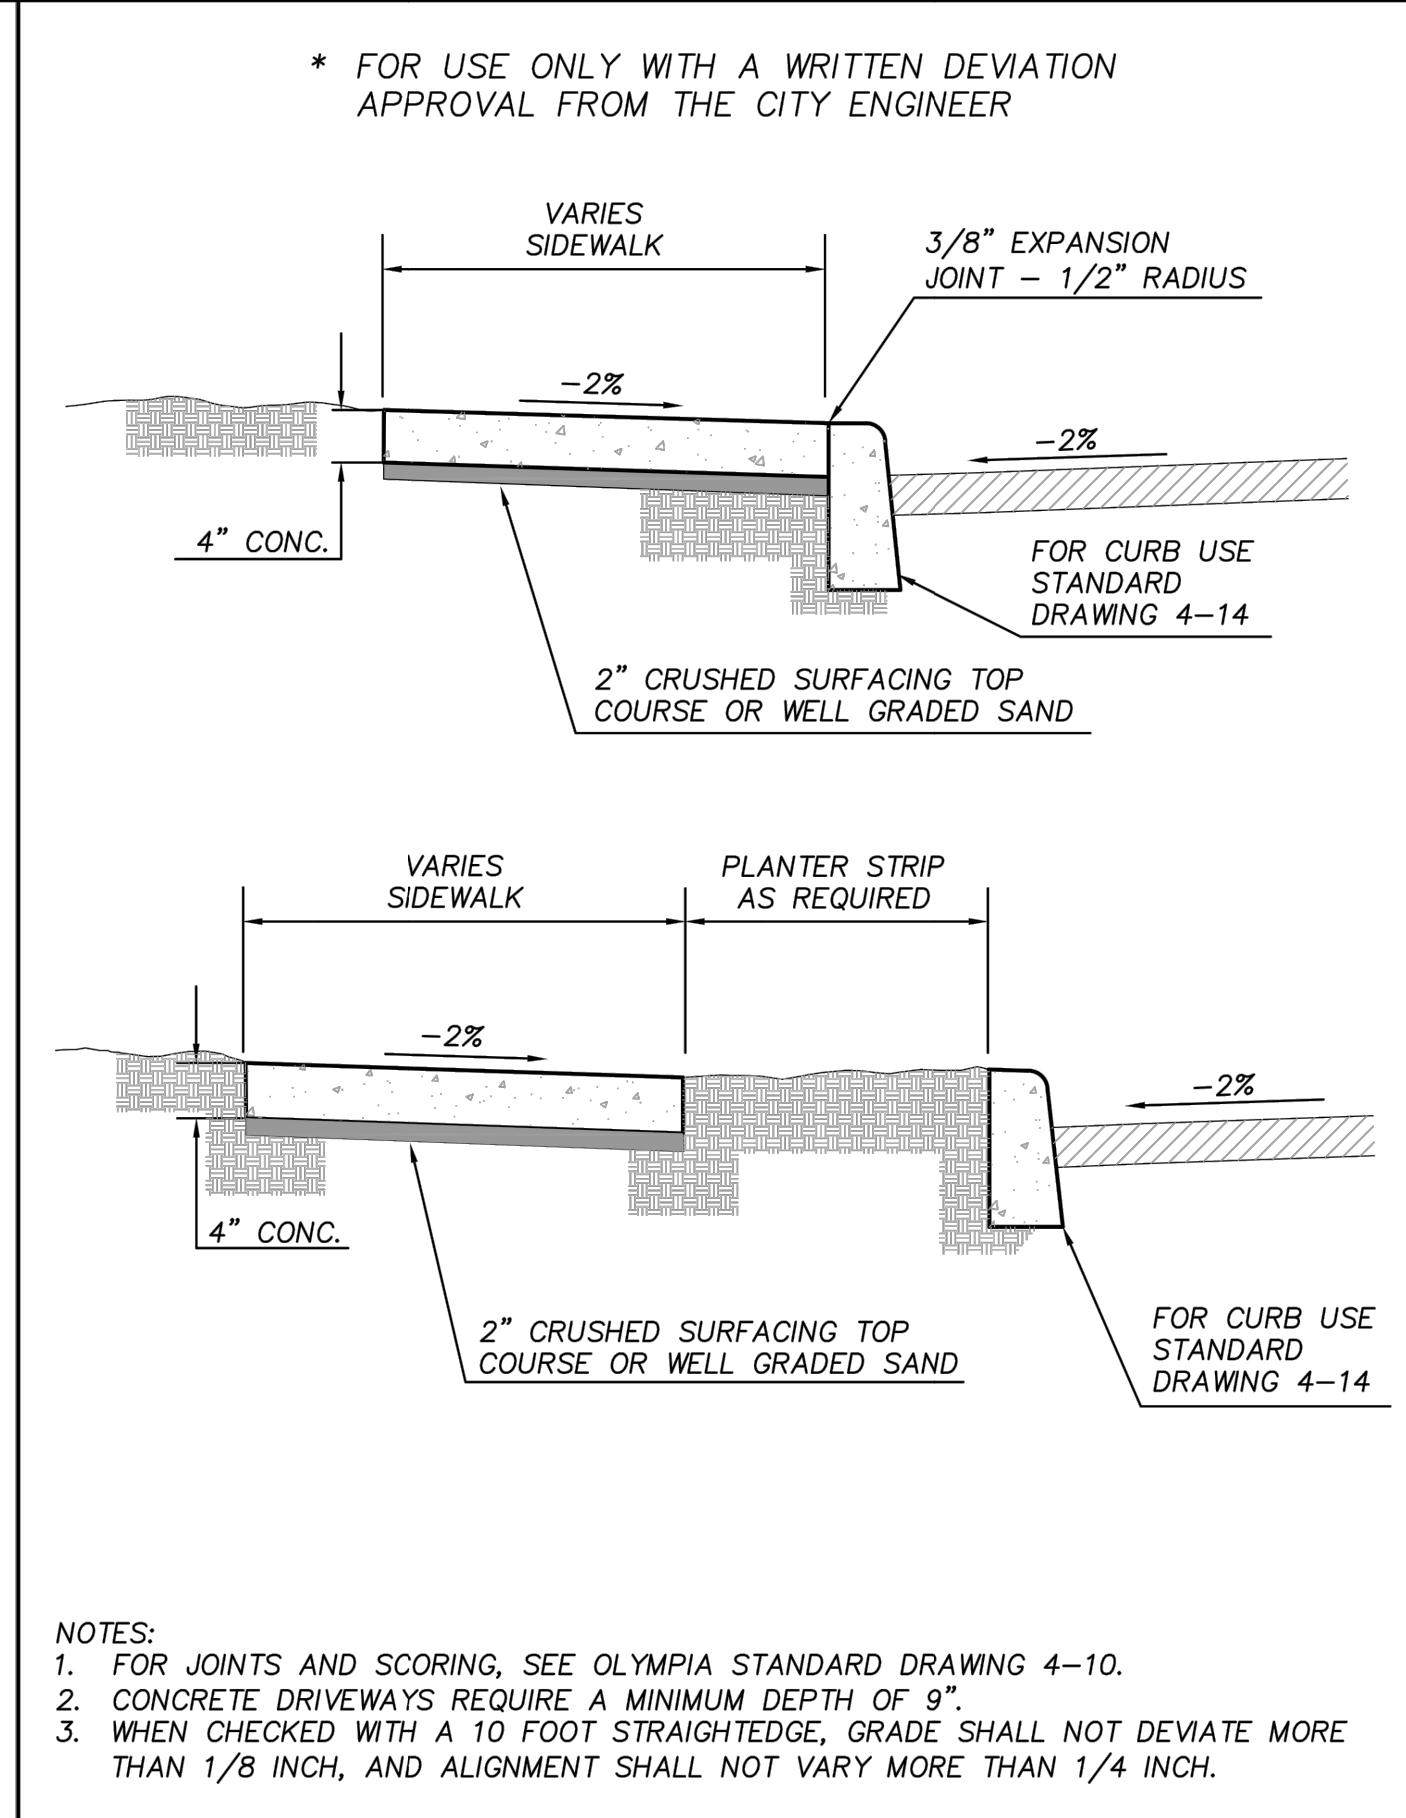 * FOR USE ONLY WITH A WRITTEN DEVIATION
APPROVAL FROM THE CITY ENGINEER
VARIES
SIDEWALK
3/8" EXPANSION
JOINT – 1/2" RADIUS
-2%
-2%
4" CONC.
FOR CURB USE
STANDARD
DRAWING 4-14
2" CRUSHED SURFACING TOP
COURSE OR WELL GRADED SAND
VARIES
SIDEWALK
PLANTER STRIP
AS REQUIRED
-2%
-2%
4" CONC.
2" CRUSHED SURFACING TOP
COURSE OR WELL GRADED SAND
FOR CURB USE
STANDARD
DRAWING 4-14
NOTES:
1. FOR JOINTS AND SCORING, SEE OLYMPIA STANDARD DRAWING 4-10.
2. CONCRETE DRIVEWAYS REQUIRE A MINIMUM DEPTH OF 9".
3. WHEN CHECKED WITH A 10 FOOT STRAIGHTEDGE, GRADE SHALL NOT DEVIATE MORE
THAN 1/8 INCH, AND ALIGNMENT SHALL NOT VARY MORE THAN 1/4 INCH.